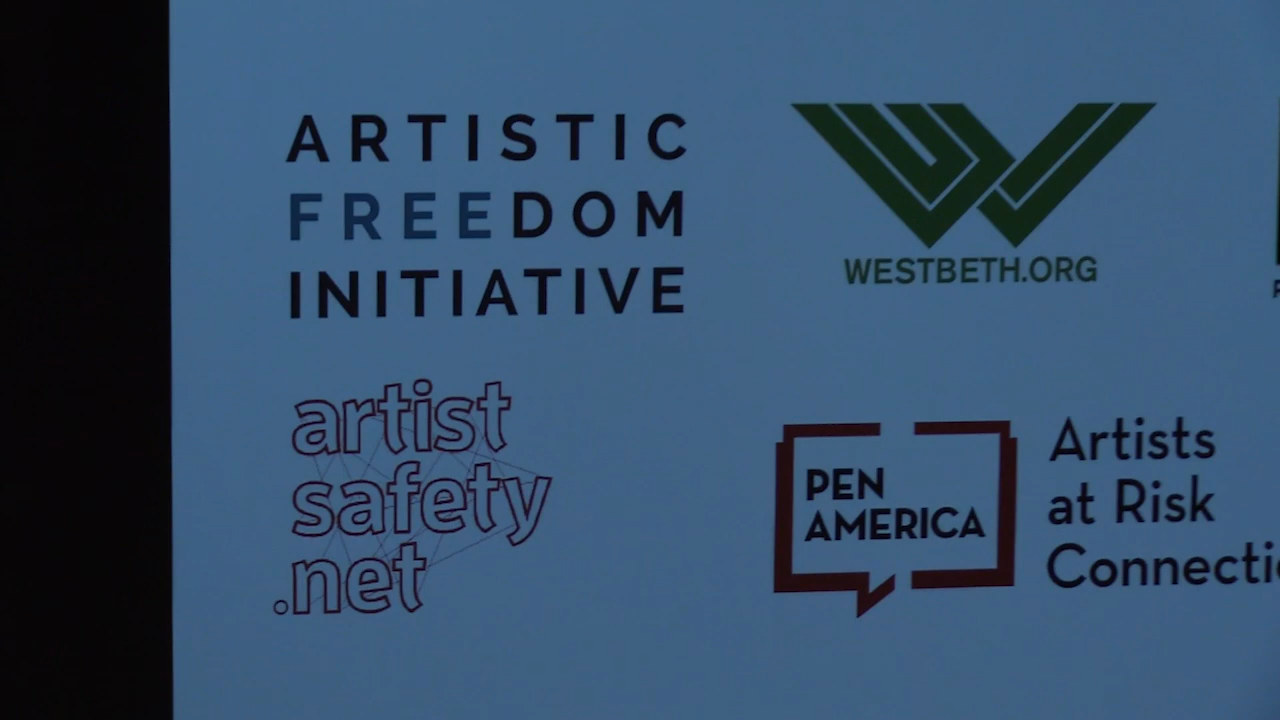 ARTISTIC
FREEDOM
INITIATIVE
WESTBETH.ORG
artist
safety
.net
PEN
AMERICA
Artists
at Risk